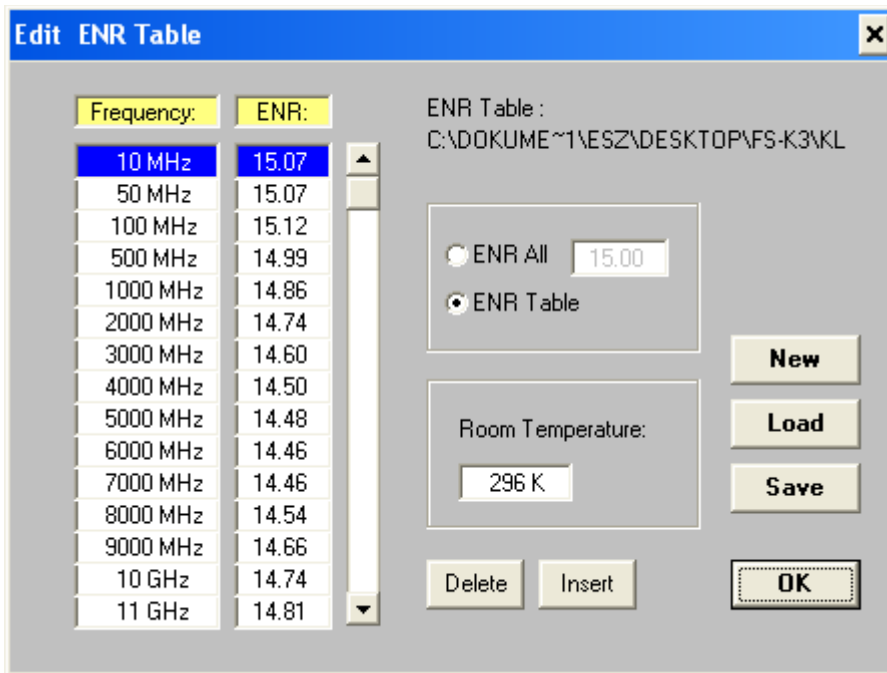 Edit ENR Table
Frequency: ENR:
10 MHz 15.07
50 MHz 15.07
100 MHz 15.12
500 MHz 14.99
1000 MHz 14.86
2000 MHz 14.74
3000 MHz 14.60
4000 MHz 14.50
5000 MHz 14.48
6000 MHz 14.46
7000 MHz 14.46
8000 MHz 14.54
9000 MHz 14.66
10 GHz 14.74
11 GHz 14.81
ENR Table :
C:\DOKUME~1\ESZ\DESKTOP\FS-K3\KL
ENR All 15.00
ENR Table
Room Temperature:
296 K
New
Load
Save
Delete Insert OK